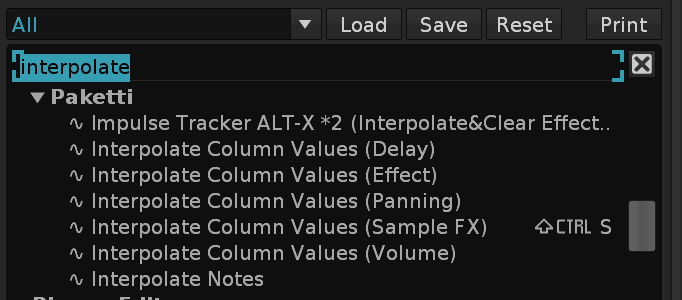 All Load Save Reset Print
interpolate
Paketti
Impulse Tracker ALT-X *2 (Interpolate&Clear Effect..
Interpolate Column Values (Delay)
Interpolate Column Values (Effect)
Interpolate Column Values (Panning)
Interpolate Column Values (Sample FX) ⇧CTRL S
Interpolate Column Values (Volume)
Interpolate Notes